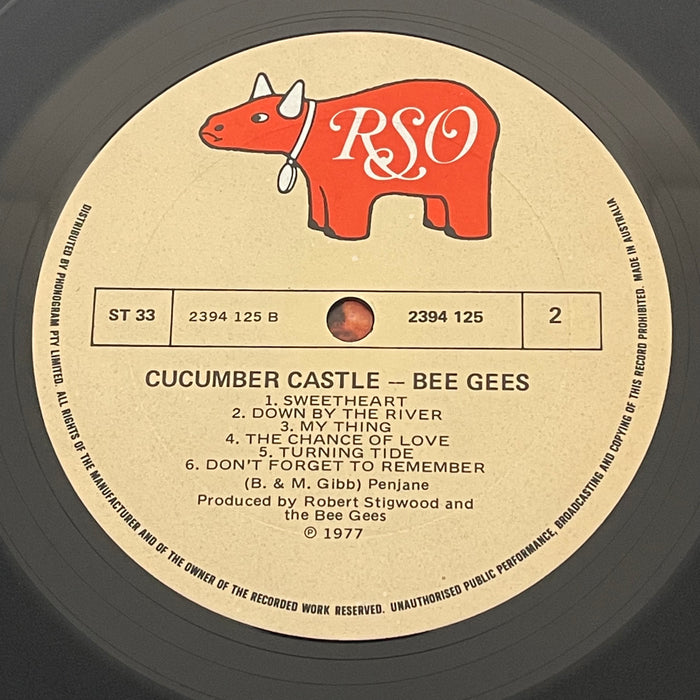 RSO
ST 33 2394 125 B 2394 125 2
CUCUMBER CASTLE — BEE GEES
1. SWEETHEART
2. DOWN BY THE RIVER
3. MY THING
4. THE CHANCE OF LOVE
5. TURNING TIDE
6. DON'T FORGET TO REMEMBER
(B. & M. Gibb) Penjane
Produced by Robert Stigwood and
the Bee Gees
℗ 1977
DISTRIBUTED BY PHONOGRAM PTY LIMITED. ALL RIGHTS OF THE MANUFACTURER AND OF THE OWNER OF THE RECORDED WORK RESERVED. UNAUTHORISED PUBLIC PERFORMANCE, BROADCASTING AND COPYING OF THIS RECORD PROHIBITED. MADE IN AUSTRALIA